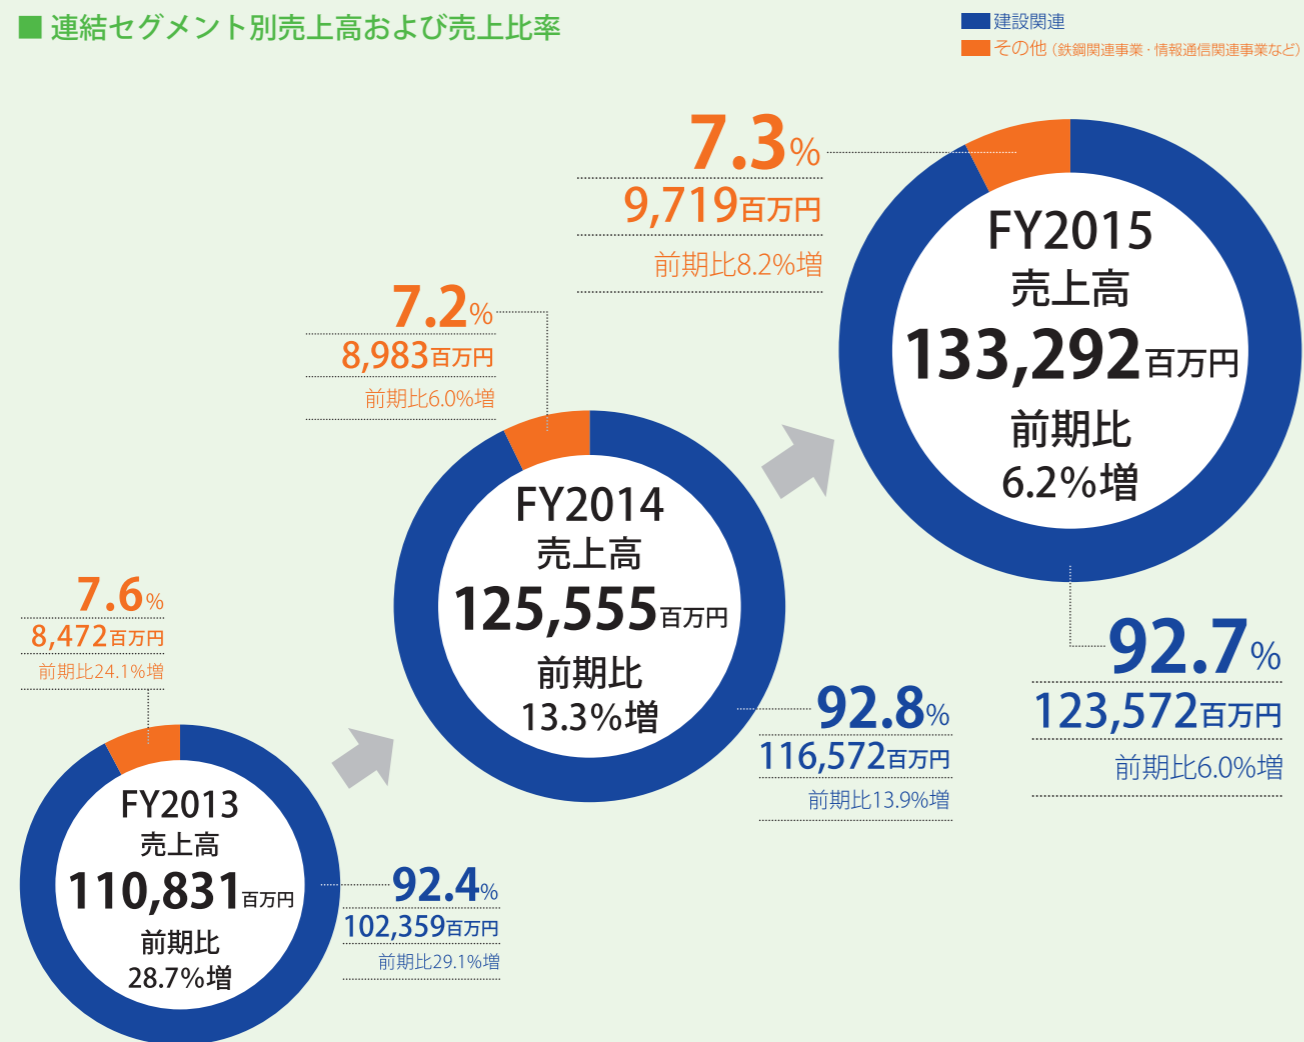 ■ 連結セグメント別売上高および売上比率
建設関連
その他（鉄鋼関連事業・情報通信関連事業など）
7.3%
9,719百万円
前期比8.2%増
FY2015
売上高
133,292百万円
前期比
6.2%増
92.7%
123,572百万円
前期比6.0%増
7.2%
8,983百万円
前期比6.0%増
FY2014
売上高
125,555百万円
前期比
13.3%増
92.8%
116,572百万円
前期比13.9%増
7.6%
8,472百万円
前期比24.1%増
FY2013
売上高
110,831百万円
前期比
28.7%増
92.4%
102,359百万円
前期比29.1%増